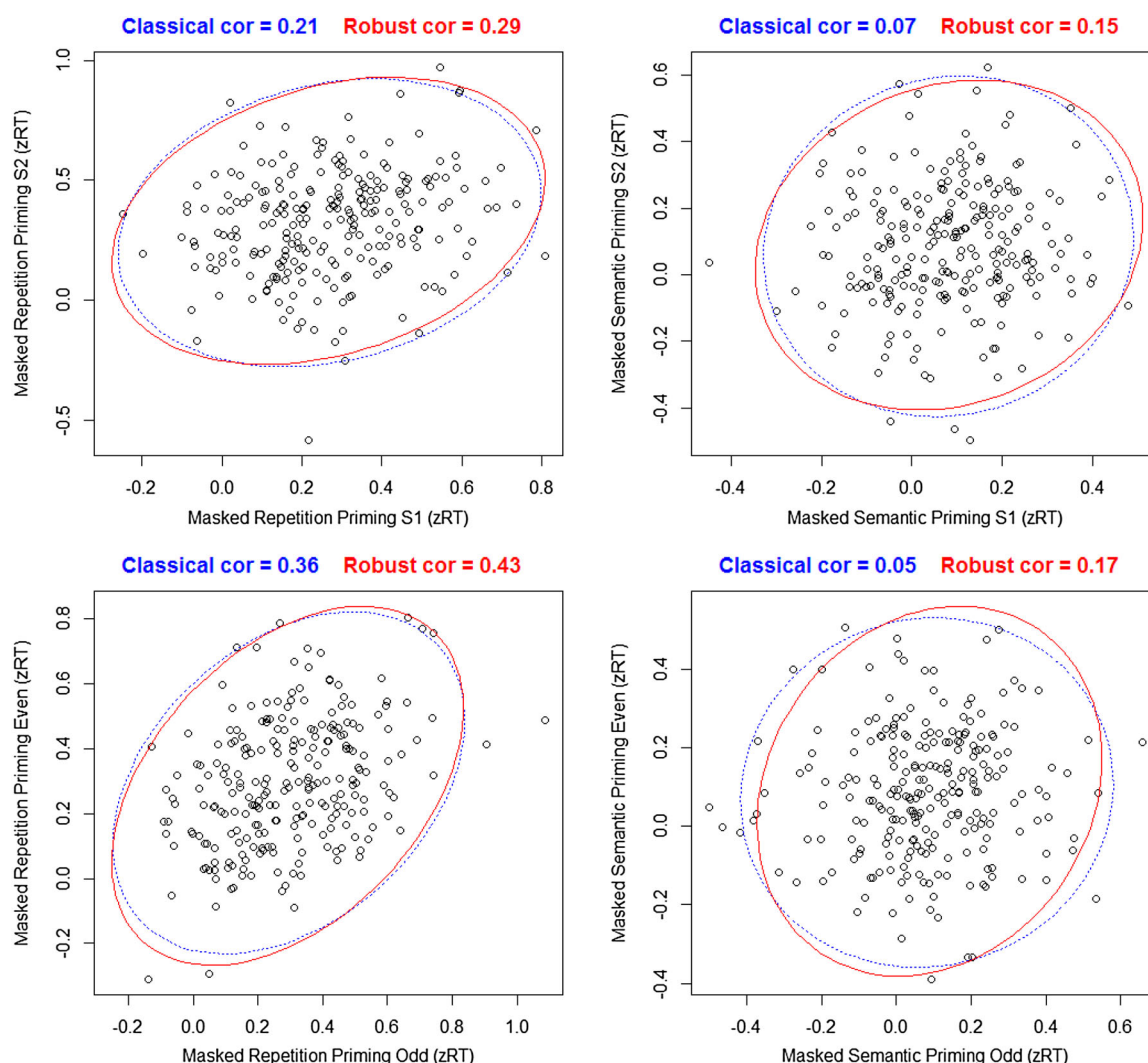 Classical cor = 0.21 Robust cor = 0.29
1.0
0.5
0.0
-0.5
Masked Repetition Priming S2 (zRT)
-0.2 0.0 0.2 0.4 0.6 0.8
Masked Repetition Priming S1 (zRT)
Classical cor = 0.07 Robust cor = 0.15
0.6
0.4
0.2
0.0
-0.2
-0.4
Masked Semantic Priming S2 (zRT)
-0.4 -0.2 0.0 0.2 0.4
Masked Semantic Priming S1 (zRT)
Classical cor = 0.36 Robust cor = 0.43
0.8
0.6
0.4
0.2
0.0
-0.2
Masked Repetition Priming Even (zRT)
-0.2 0.0 0.2 0.4 0.6 0.8 1.0
Masked Repetition Priming Odd (zRT)
Classical cor = 0.05 Robust cor = 0.17
0.4
0.2
0.0
-0.2
-0.4
Masked Semantic Priming Even (zRT)
-0.4 -0.2 0.0 0.2 0.4 0.6
Masked Semantic Priming Odd (zRT)